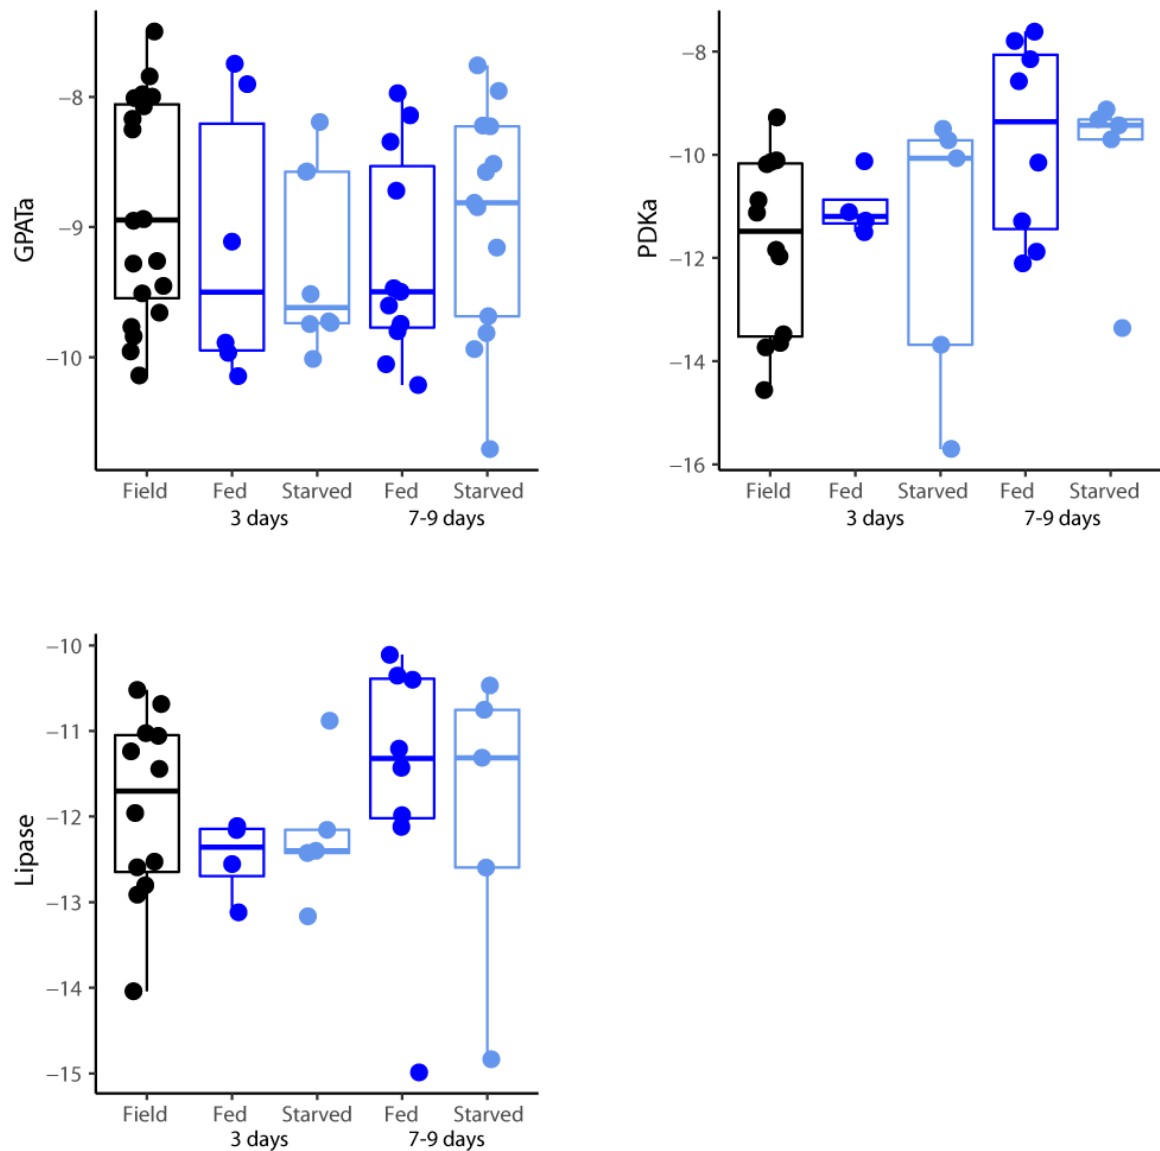 GPATa
−8
−9
−10
Field Fed Starved Fed Starved
3 days 7-9 days
PDKa
−8
−10
−12
−14
−16
Field Fed Starved Fed Starved
3 days 7-9 days
Lipase
−10
−11
−12
−13
−14
−15
Field Fed Starved Fed Starved
3 days 7-9 days